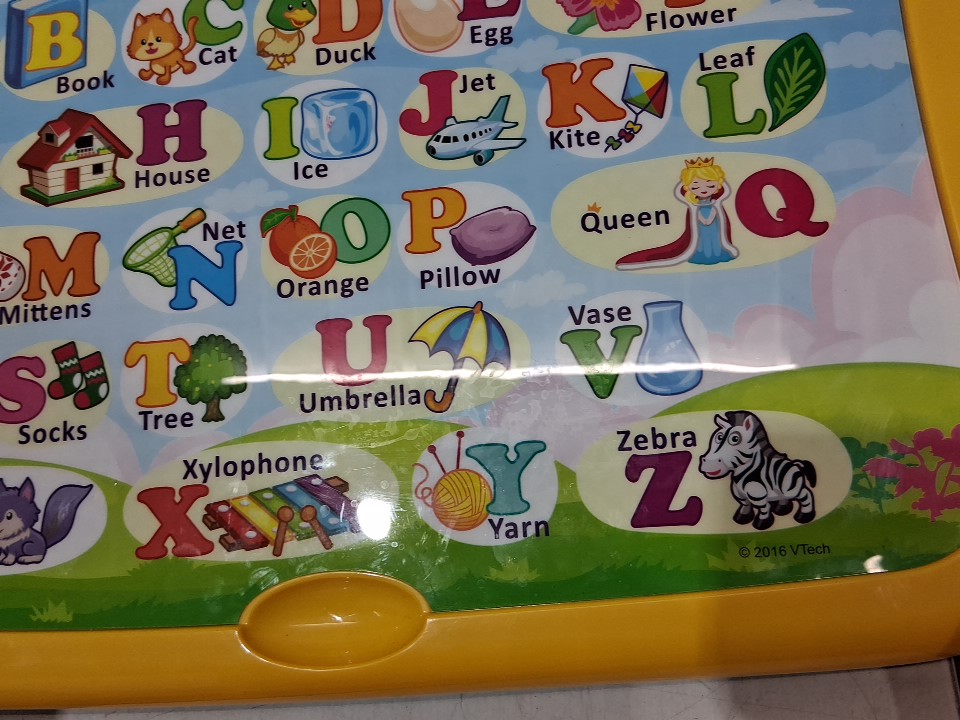 B
Book
C
Cat
D
Duck
E
Egg
Flower
H
House
I
Ice
J
Jet
K
Kite
Leaf
L
M
Mittens
Net
N
O
Orange
P
Pillow
Queen
Q
S
Socks
T
Tree
U
Umbrella
Vase
V
Xylophone
X
Y
Yarn
Zebra
Z
© 2016 VTech